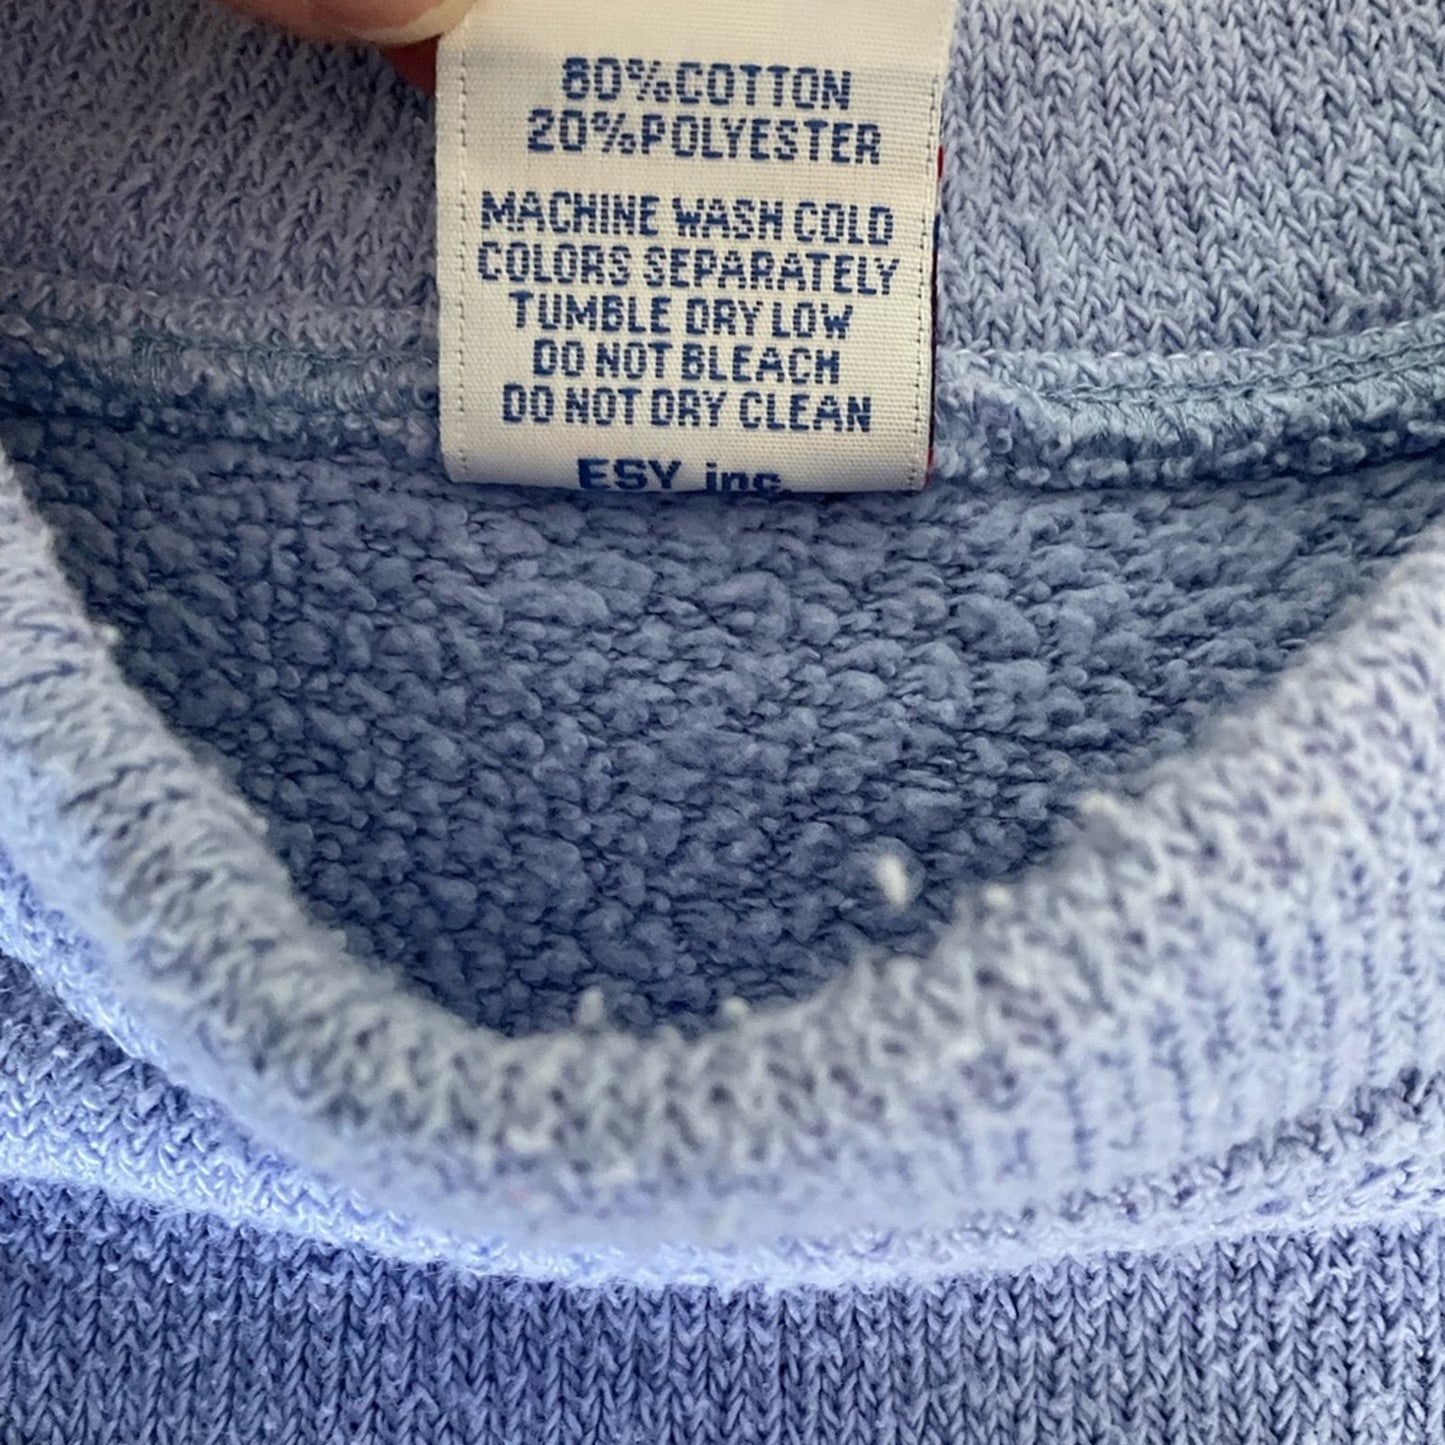 80%COTTON
20%POLYESTER
MACHINE WASH COLD
COLORS SEPARATELY
TUMBLE DRY LOW
DO NOT BLEACH
DO NOT DRY CLEAN
ESY inc.